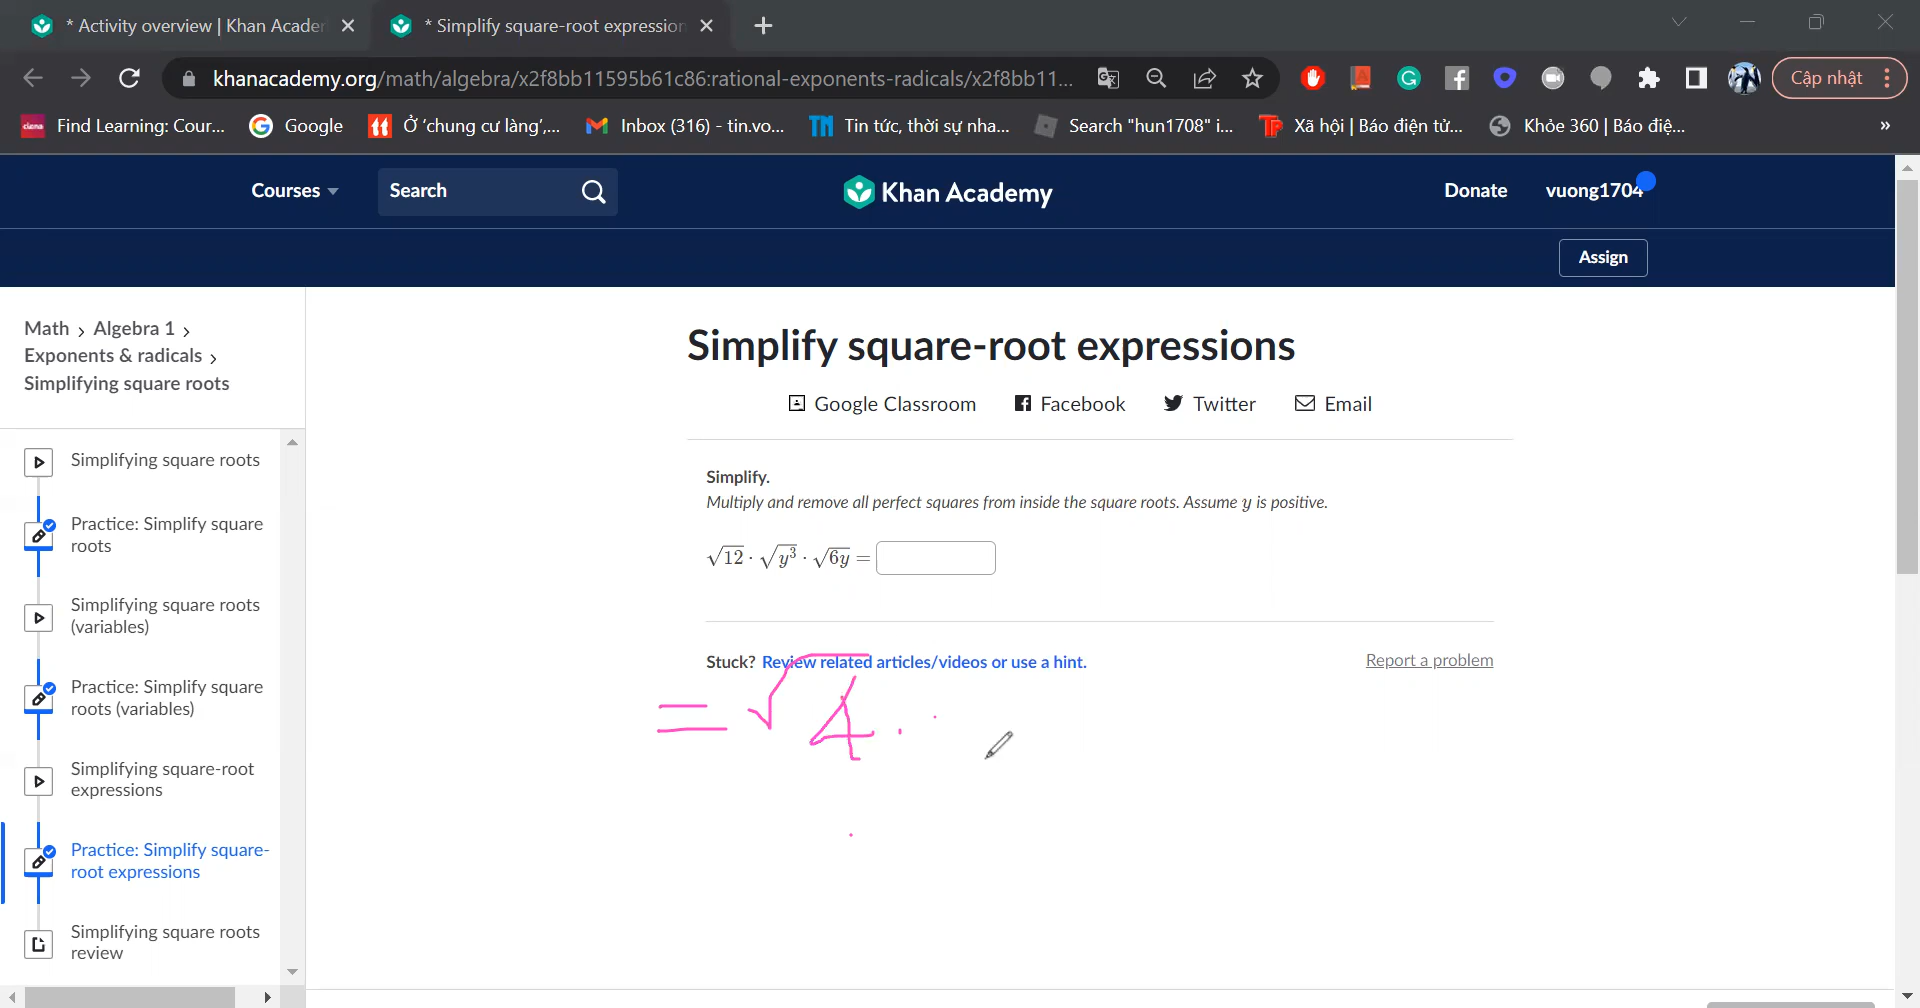 * Activity overview | Khan Acade
* Simplify square-root expression
khanacademy.org/math/algebra/x2f8bb11595b61c86:rational-exponents-radicals/x2f8bb11...
Cập nhật
ciena Find Learning: Cour...
Google
Ở 'chung cư làng',...
Inbox (316) - tin.vo...
TN Tin tức, thời sự nha...
Search "hun1708" i...
Xã hội | Báo điện tử...
Khỏe 360 | Báo điệ...
»
Courses
Search
Khan Academy
Donate
vuong1704
Assign
Math › Algebra 1 ›
Exponents & radicals ›
Simplifying square roots
Simplifying square roots
Practice: Simplify square
roots
Simplifying square roots
(variables)
Practice: Simplify square
roots (variables)
Simplifying square-root
expressions
Practice: Simplify square-
root expressions
Simplifying square roots
review
Simplify square-root expressions
Google Classroom
Facebook
Twitter
Email
Simplify.
Multiply and remove all perfect squares from inside the square roots. Assume y is positive.
√12 · √y³ · √6y =
Stuck? Review related articles/videos or use a hint.
Report a problem
= √4 ·